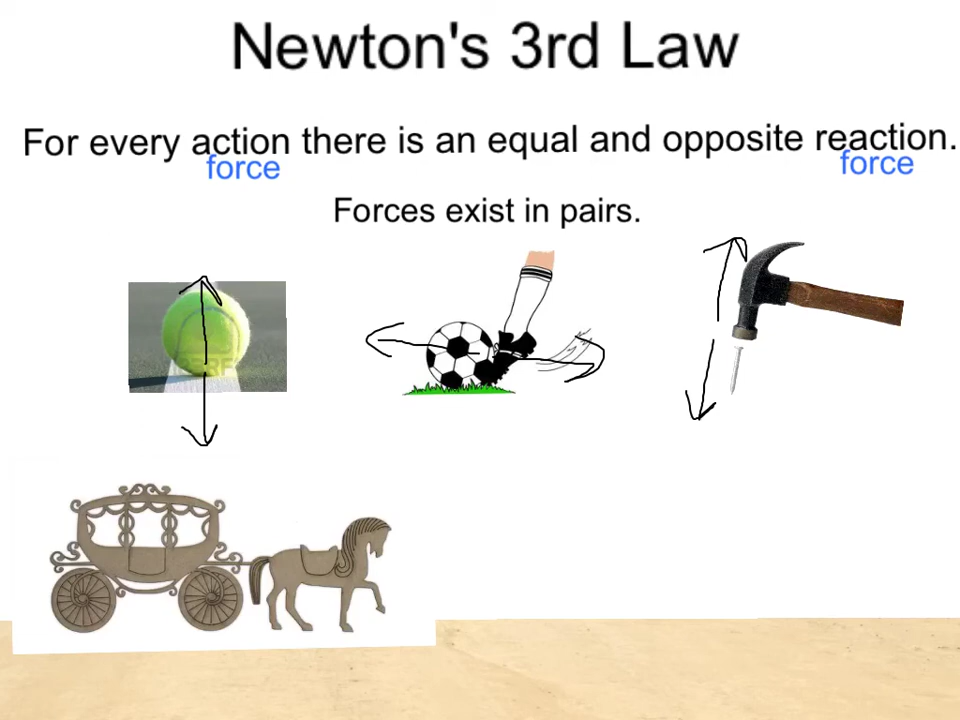 Newton's 3rd Law
For every action there is an equal and opposite reaction.
force force
Forces exist in pairs.